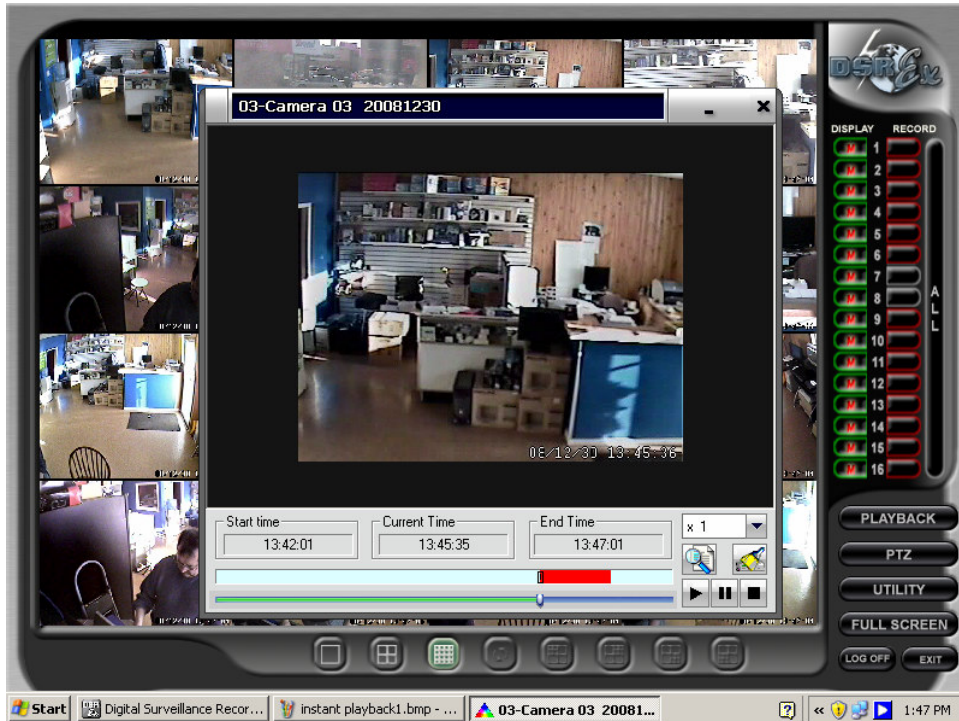 03-Camera 03 20081230
DSR Ex
DISPLAY RECORD
1
2
3
4
5
6
7
8
9
10
11
12
13
14
15
16
ALL
08/12/30 13:45:36
Start time
13:42:01
Current Time
13:45:35
End Time
13:47:01
x 1
PLAYBACK
PTZ
UTILITY
FULL SCREEN
LOG OFF
EXIT
Start
Digital Surveillance Recor...
instant playback1.bmp - ...
03-Camera 03 20081...
1:47 PM